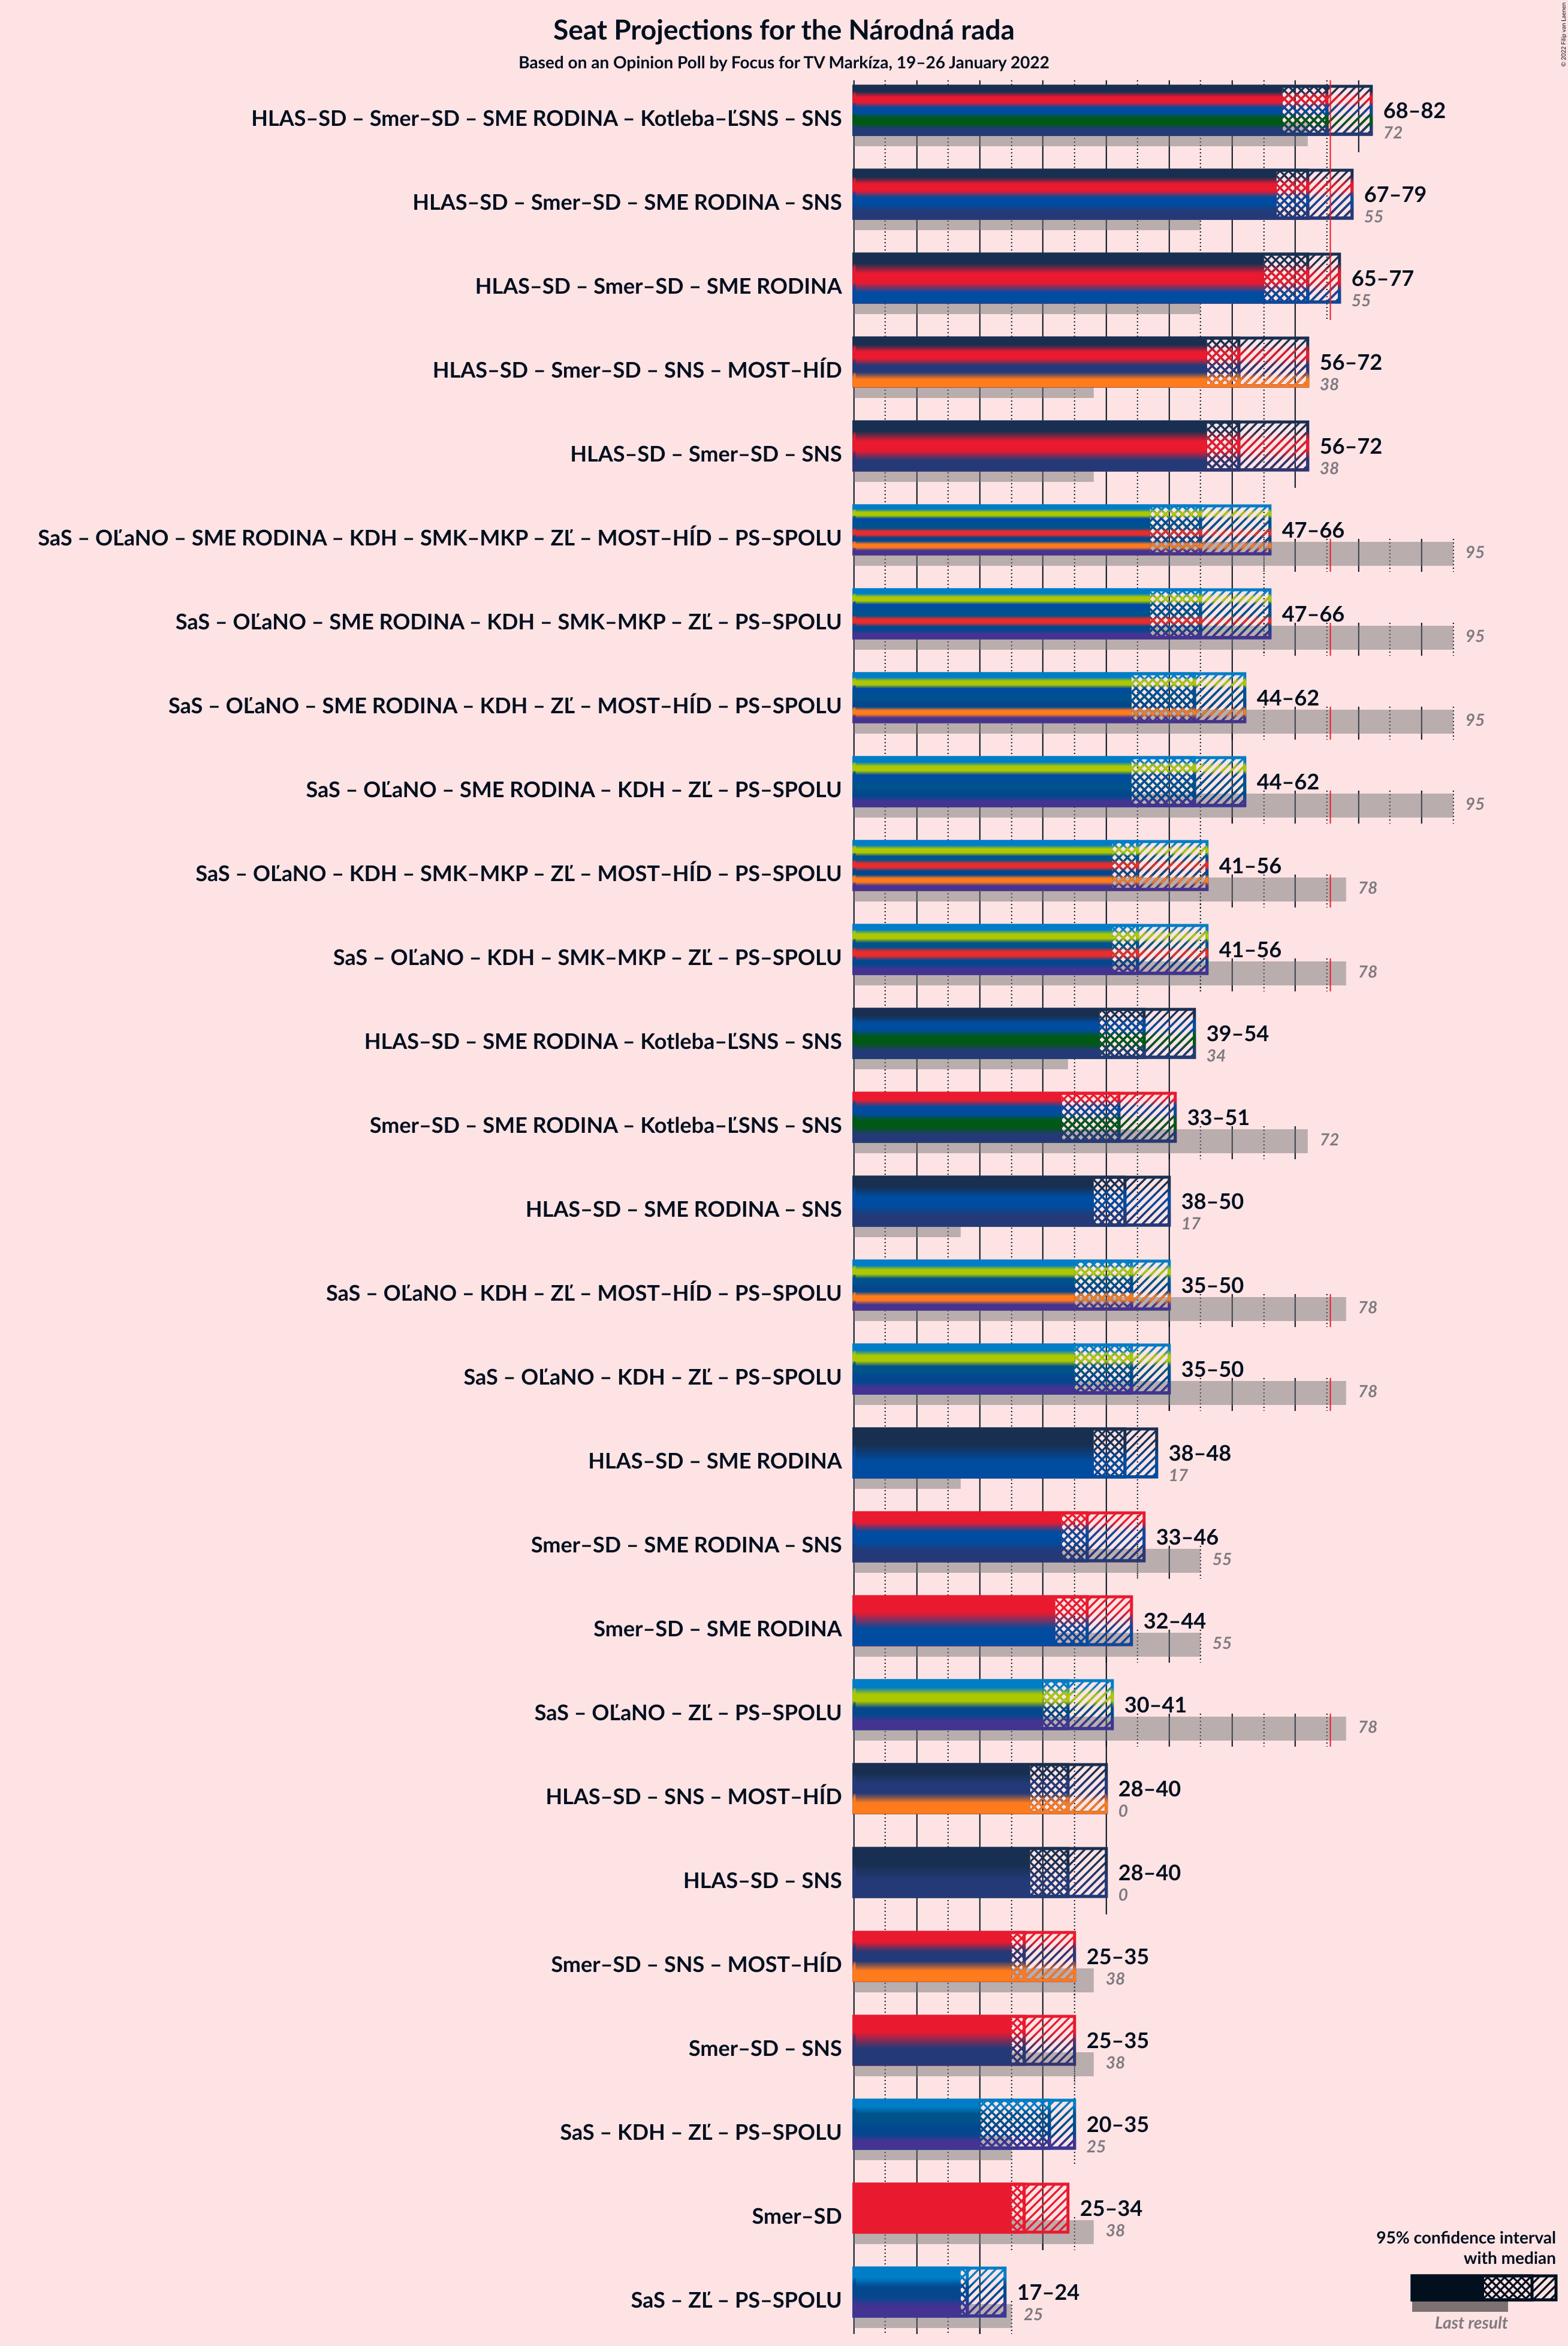 Seat Projections for the Národná rada
Based on an Opinion Poll by Focus for TV Markíza, 19–26 January 2022
© 2022 Filip van Laenen
HLAS–SD – Smer–SD – SME RODINA – Kotleba–ĽSNS – SNS
68–82
72
HLAS–SD – Smer–SD – SME RODINA – SNS
67–79
55
HLAS–SD – Smer–SD – SME RODINA
65–77
55
HLAS–SD – Smer–SD – SNS – MOST–HÍD
56–72
38
HLAS–SD – Smer–SD – SNS
56–72
38
SaS – OĽaNO – SME RODINA – KDH – SMK–MKP – ZĽ – MOST–HÍD – PS–SPOLU
47–66
95
SaS – OĽaNO – SME RODINA – KDH – SMK–MKP – ZĽ – PS–SPOLU
47–66
95
SaS – OĽaNO – SME RODINA – KDH – ZĽ – MOST–HÍD – PS–SPOLU
44–62
95
SaS – OĽaNO – SME RODINA – KDH – ZĽ – PS–SPOLU
44–62
95
SaS – OĽaNO – KDH – SMK–MKP – ZĽ – MOST–HÍD – PS–SPOLU
41–56
78
SaS – OĽaNO – KDH – SMK–MKP – ZĽ – PS–SPOLU
41–56
78
HLAS–SD – SME RODINA – Kotleba–ĽSNS – SNS
39–54
34
Smer–SD – SME RODINA – Kotleba–ĽSNS – SNS
33–51
72
HLAS–SD – SME RODINA – SNS
38–50
17
SaS – OĽaNO – KDH – ZĽ – MOST–HÍD – PS–SPOLU
35–50
78
SaS – OĽaNO – KDH – ZĽ – PS–SPOLU
35–50
78
HLAS–SD – SME RODINA
38–48
17
Smer–SD – SME RODINA – SNS
33–46
55
Smer–SD – SME RODINA
32–44
55
SaS – OĽaNO – ZĽ – PS–SPOLU
30–41
78
HLAS–SD – SNS – MOST–HÍD
28–40
0
HLAS–SD – SNS
28–40
0
Smer–SD – SNS – MOST–HÍD
25–35
38
Smer–SD – SNS
25–35
38
SaS – KDH – ZĽ – PS–SPOLU
20–35
25
Smer–SD
25–34
38
SaS – ZĽ – PS–SPOLU
17–24
25
95% confidence interval
with median
Last result